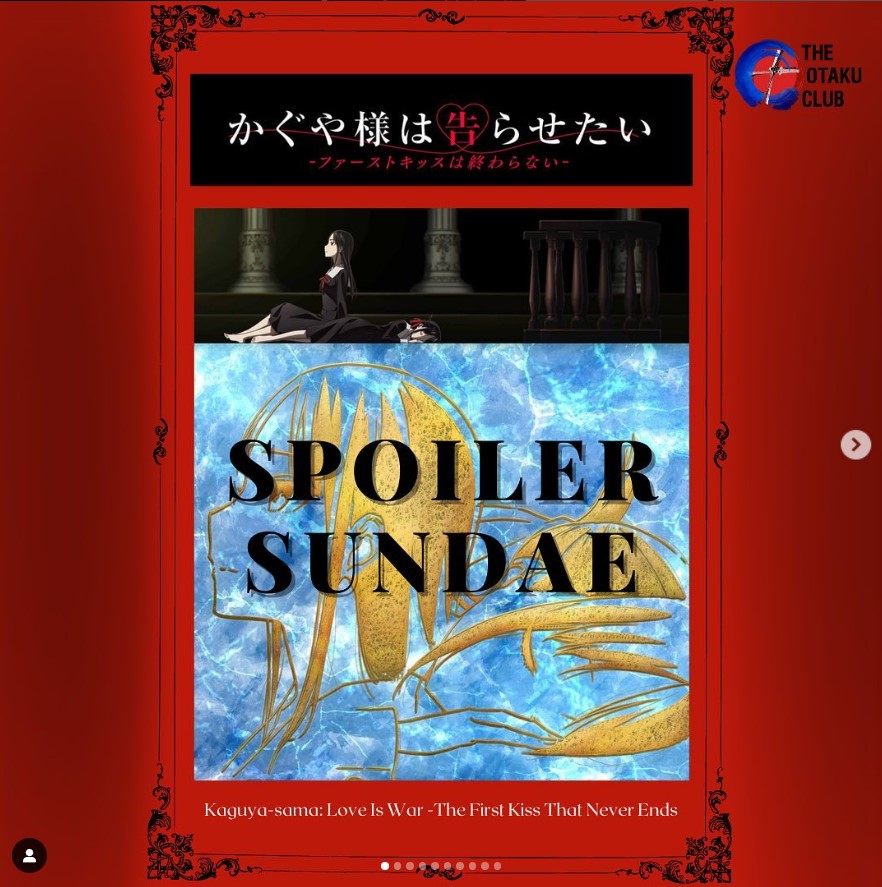 THE
OTAKU
CLUB
かぐや様は告らせたい
-ファーストキッスは終わらない-
SPOILER
SUNDAE
Kaguya-sama: Love Is War -The First Kiss That Never Ends